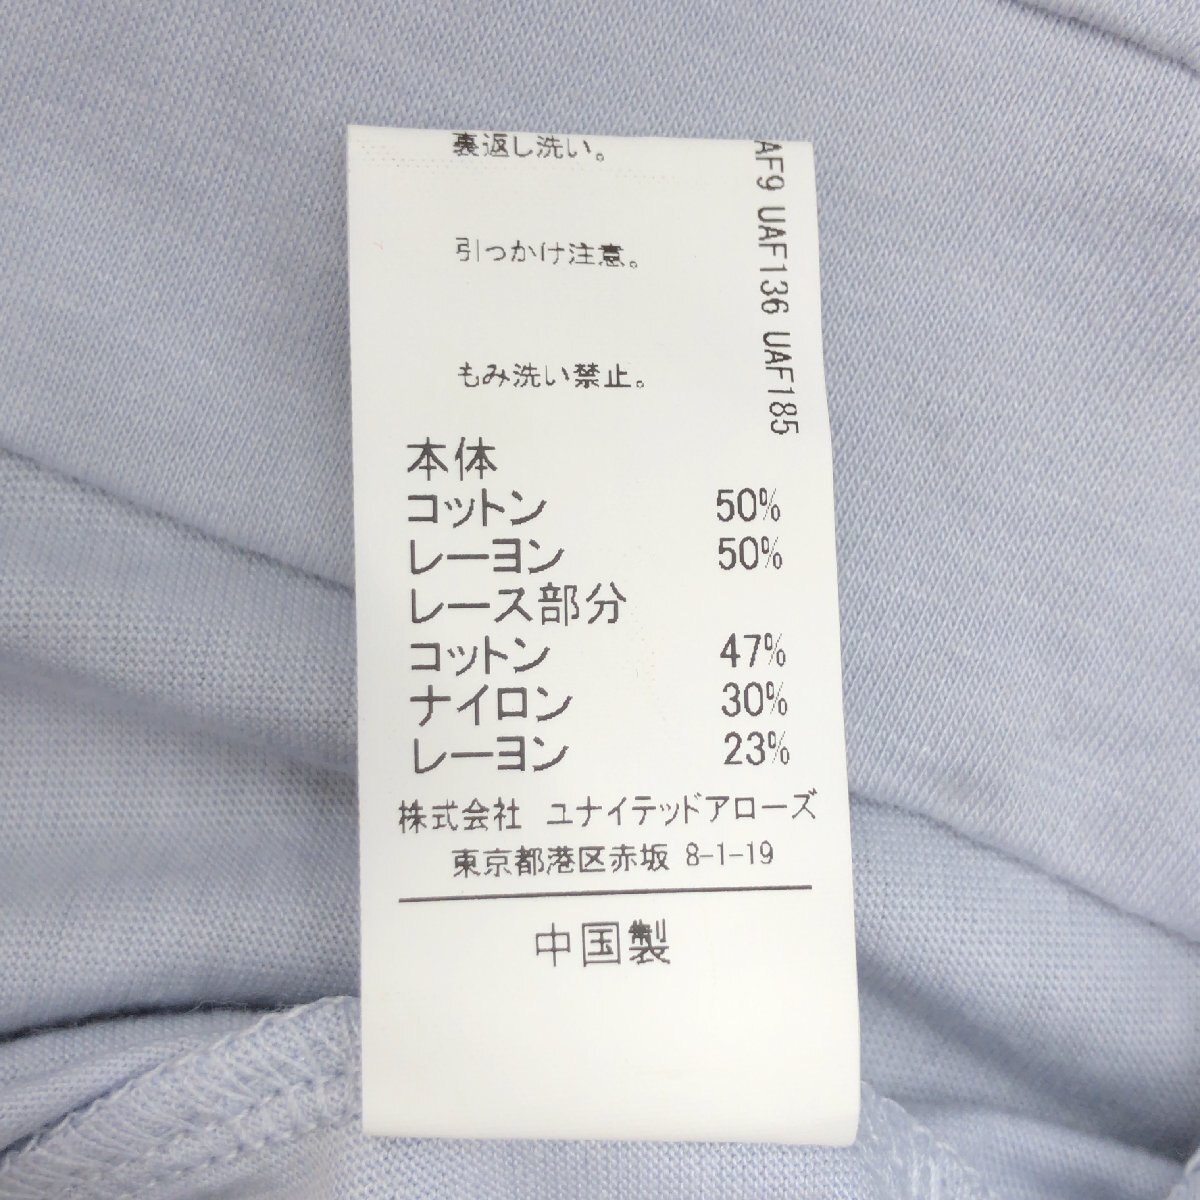 裏返し洗い。
引っかけ注意。
もみ洗い禁止。
AF9 UAF136 UAF185
本体
コットン 50%
レーヨン 50%
レース部分
コットン 47%
ナイロン 30%
レーヨン 23%
株式会社 ユナイテッドアローズ
東京都港区赤坂 8-1-19
中国製